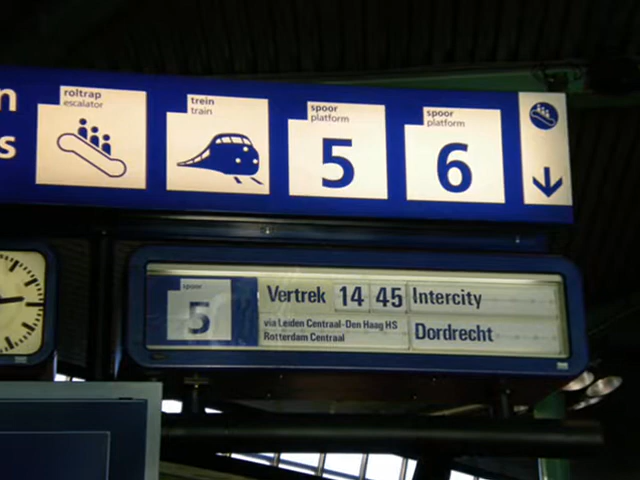 n
s
roltrap
escalator
trein
train
spoor
platform
5
spoor
platform
6
spoor
5
Vertrek 14 45 Intercity
via Leiden Centraal-Den Haag HS
Rotterdam Centraal
Dordrecht